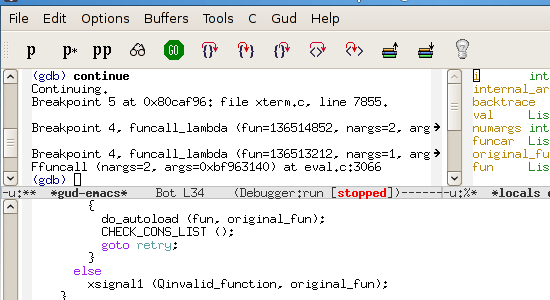 File Edit Options Buffers Tools C Gud Help
p p* pp GO {} {} {} <> <>
(gdb) continue
Continuing.
Breakpoint 5 at 0x80caf96: file xterm.c, line 7855.
Breakpoint 4, funcall_lambda (fun=136514852, nargs=2, arg
Breakpoint 4, funcall_lambda (fun=136513212, nargs=1, arg
Ffuncall (nargs=2, args=0xbf963140) at eval.c:3066
(gdb)
i int
internal_ar
backtrace
val Lis
numargs int
funcar Lis
original_fu
fun Lis
-u:** *gud-emacs* Bot L34 (Debugger:run [stopped])-------u:%* *locals o
{
do_autoload (fun, original_fun);
CHECK_CONS_LIST ();
goto retry;
}
else
xsignal1 (Qinvalid_function, original_fun);
}